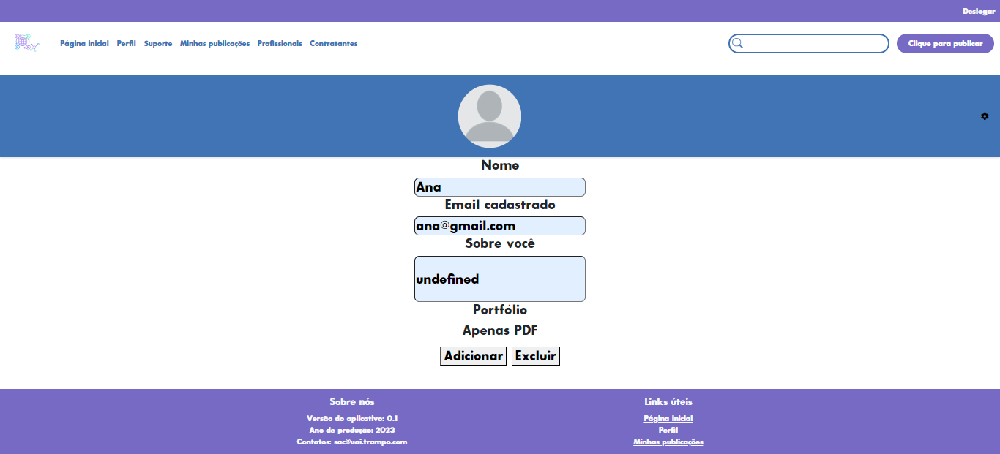 Deslogar
Página inicial Perfil Suporte Minhas publicações Profissionais Contratantes Clique para publicar
Nome
Ana
Email cadastrado
ana@gmail.com
Sobre você
undefined
Portfólio
Apenas PDF
Adicionar Excluir
Sobre nós Links úteis
Versão do aplicativo: 0.1 Página inicial
Ano de produção: 2023 Perfil
Contatos: sac@uai.trampo.com Minhas publicações